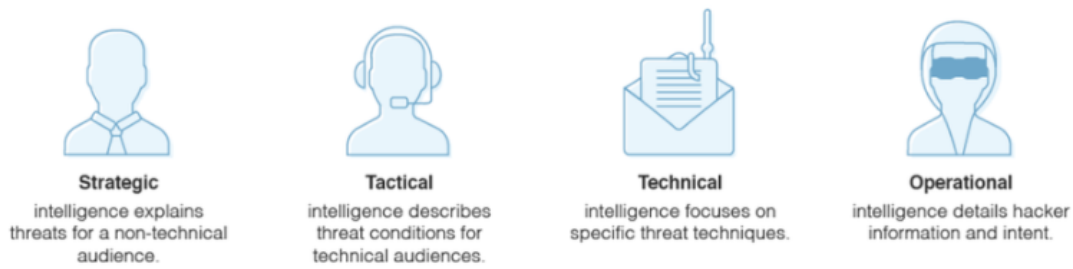 Strategic
intelligence explains
threats for a non-technical
audience.
Tactical
intelligence describes
threat conditions for
technical audiences.
Technical
intelligence focuses on
specific threat techniques.
Operational
intelligence details hacker
information and intent.